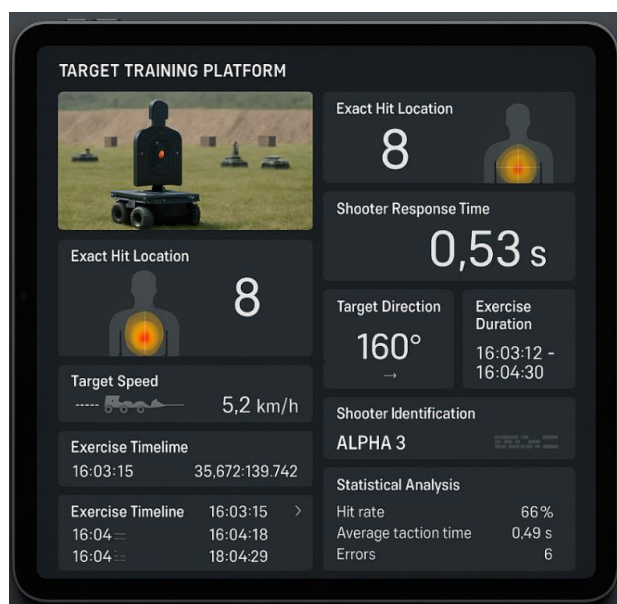 TARGET TRAINING PLATFORM
Exact Hit Location
8
Target Speed
5,2 km/h
Exercise Timelime
16:03:15 35,672:139.742
Exercise Timeline 16:03:15 >
16:04 16:04:18
16:04 18:04:29
Exact Hit Location
8
Shooter Response Time
0,53 s
Target Direction
160°
→
Exercise
Duration
16:03:12 -
16:04:30
Shooter Identification
ALPHA 3
Statistical Analysis
Hit rate 66%
Average taction time 0,49 s
Errors 6